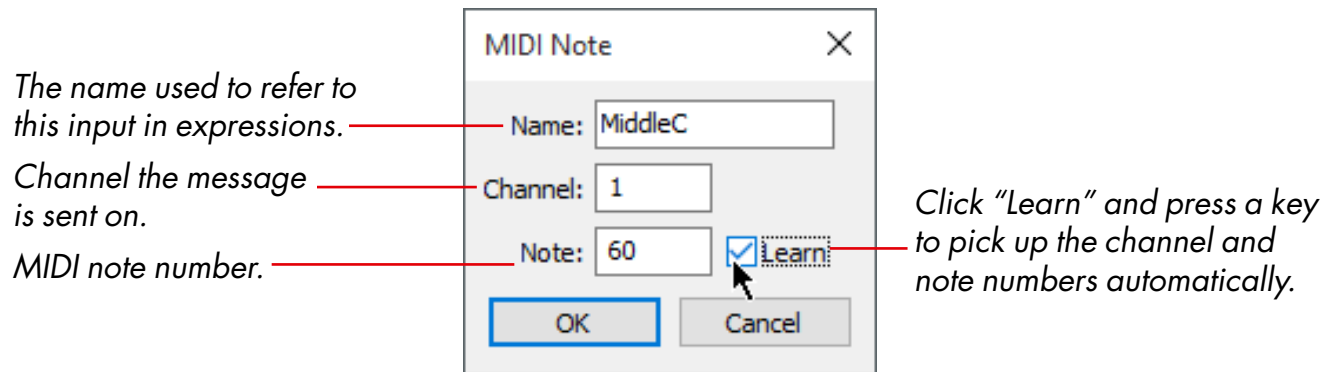 MIDI Note
The name used to refer to
this input in expressions.
Name: MiddleC
Channel the message
is sent on.
Channel: 1
MIDI note number.
Note: 60 Learn
Click “Learn” and press a key
to pick up the channel and
note numbers automatically.
OK Cancel